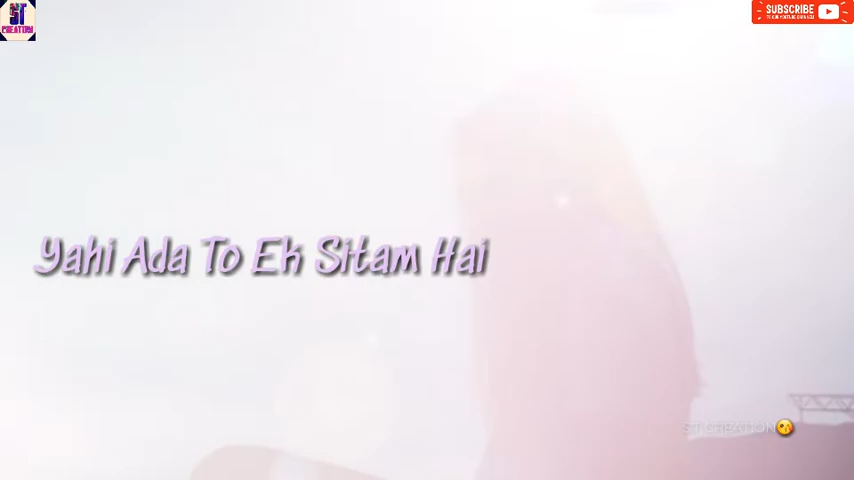 ST
CREATION
SUBSCRIBE
Yahi Ada To Ek Sitam Hai
ST CREATION😙